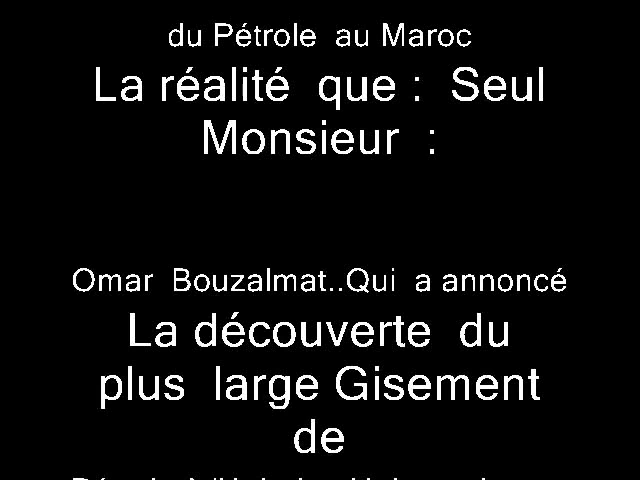 du Pétrole au Maroc
La réalité que : Seul
Monsieur :
Omar Bouzalmat..Qui a annoncé
La découverte du
plus large Gisement
de